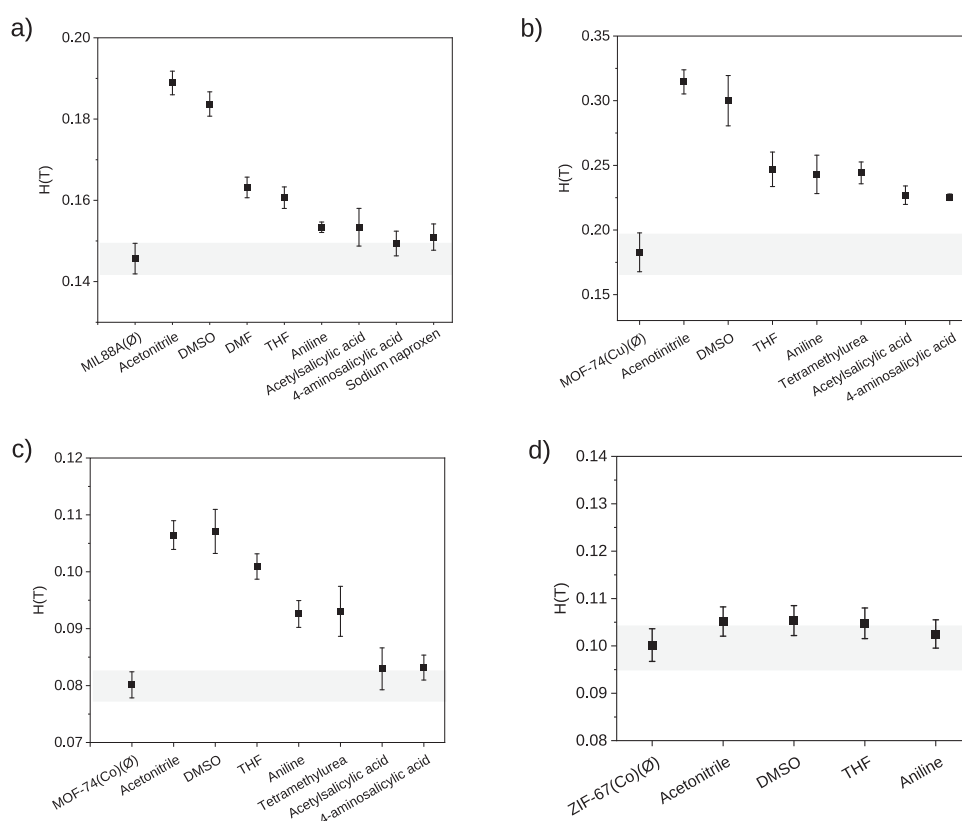 a)
0.20
0.18
0.16
0.14
H(T)
MIL88A(Ø)
Acetonitrile
DMSO
DMF
THF
Aniline
Acetylsalicylic acid
4-aminosalicylic acid
Sodium naproxen
b)
0.35
0.30
0.25
0.20
0.15
H(T)
MOF-74(Cu)(Ø)
Acenotinitrile
DMSO
THF
Aniline
Tetramethylurea
Acetylsalicylic acid
4-aminosalicylic acid
c)
0.12
0.11
0.10
0.09
0.08
0.07
H(T)
MOF-74(Co)(Ø)
Acetonitrile
DMSO
THF
Aniline
Tetramethylurea
Acetylsalicylic acid
4-aminosalicylic acid
d)
0.14
0.13
0.12
0.11
0.10
0.09
0.08
H(T)
ZIF-67(Co)(Ø)
Acetonitrile
DMSO
THF
Aniline